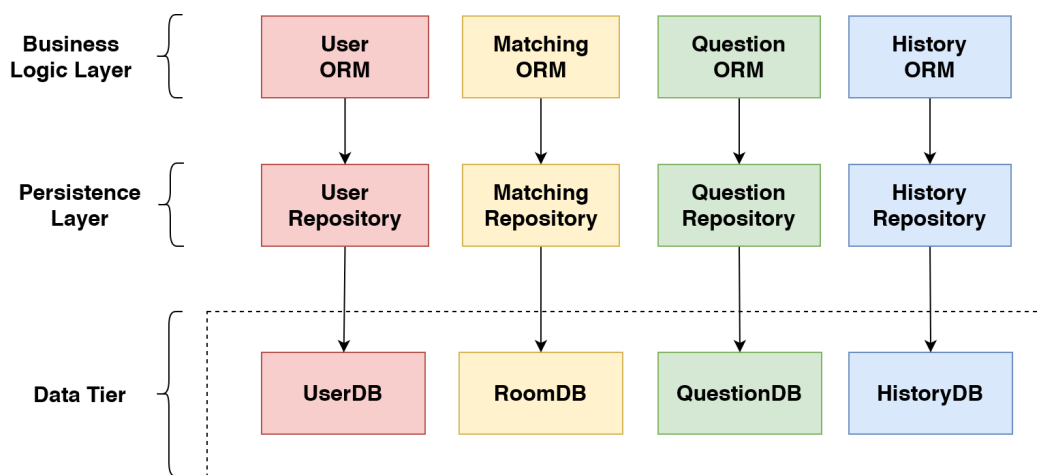 Business
Logic Layer
User
ORM
Matching
ORM
Question
ORM
History
ORM
Persistence
Layer
User
Repository
Matching
Repository
Question
Repository
History
Repository
Data Tier
UserDB
RoomDB
QuestionDB
HistoryDB